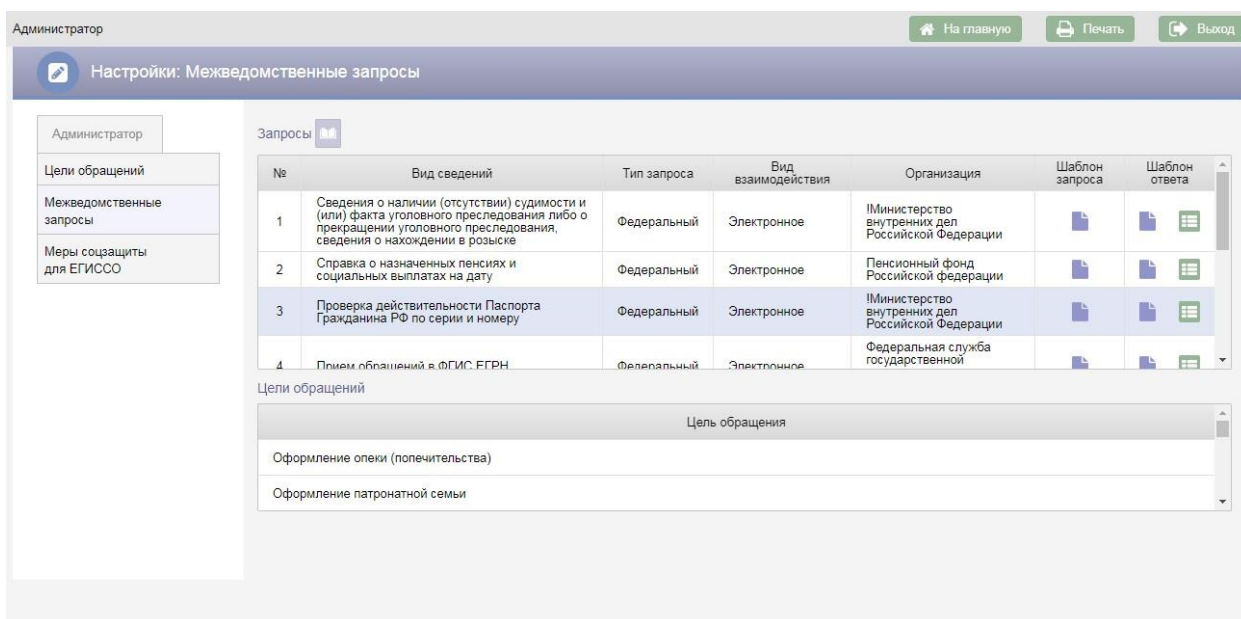 Администратор
На главную
Печать
Выход
Настройки: Межведомственные запросы
Администратор
Цели обращений
Межведомственные
запросы
Меры соцзащиты
для ЕГИССО
Запросы
№ Вид сведений Тип запроса Вид взаимодействия Организация Шаблон запроса Шаблон ответа
1
Сведения о наличии (отсутствии) судимости и
(или) факта уголовного преследования либо о
прекращении уголовного преследования,
сведения о нахождении в розыске
Федеральный
Электронное
!Министерство
внутренних дел
Российской Федерации
2
Справка о назначенных пенсиях и
социальных выплатах на дату
Федеральный
Электронное
Пенсионный фонд
Российской федерации
3
Проверка действительности Паспорта
Гражданина РФ по серии и номеру
Федеральный
Электронное
!Министерство
внутренних дел
Российской Федерации
4
Прием обращений в ФГИС ЕГРН
Федеральный
Электронное
Федеральная служба
государственной
Цели обращений
Цель обращения
Оформление опеки (попечительства)
Оформление патронатной семьи